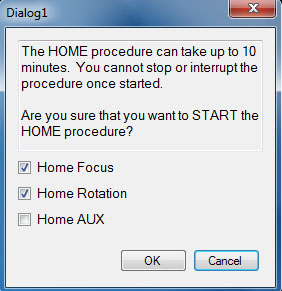 Dialog1
The HOME procedure can take up to 10
minutes.  You cannot stop or interrupt the
procedure once started.
Are you sure that you want to START the
HOME procedure?
Home Focus
Home Rotation
Home AUX
OK
Cancel